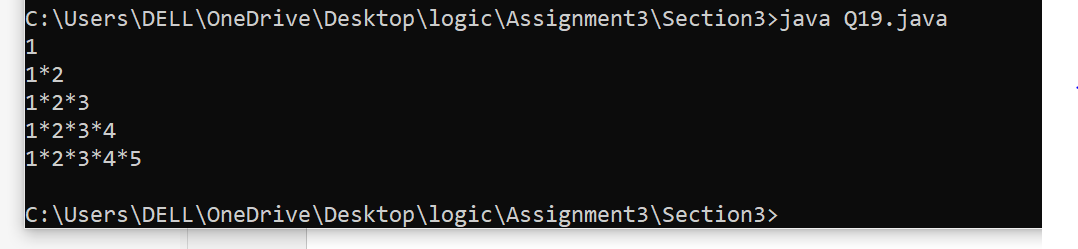 C:\Users\DELL\OneDrive\Desktop\logic\Assignment3\Section3>java Q19.java
1
1*2
1*2*3
1*2*3*4
1*2*3*4*5
C:\Users\DELL\OneDrive\Desktop\logic\Assignment3\Section3>